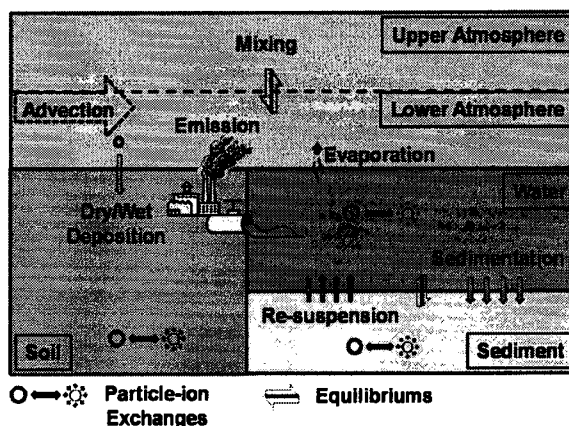 Mixing
Upper Atmosphere
Advection
Lower Atmosphere
Emission
Evaporation
Water
Dry/Wet
Deposition
Sedimentation
Re-suspension
Soil
Sediment
Particle-ion
Exchanges
Equilibriums